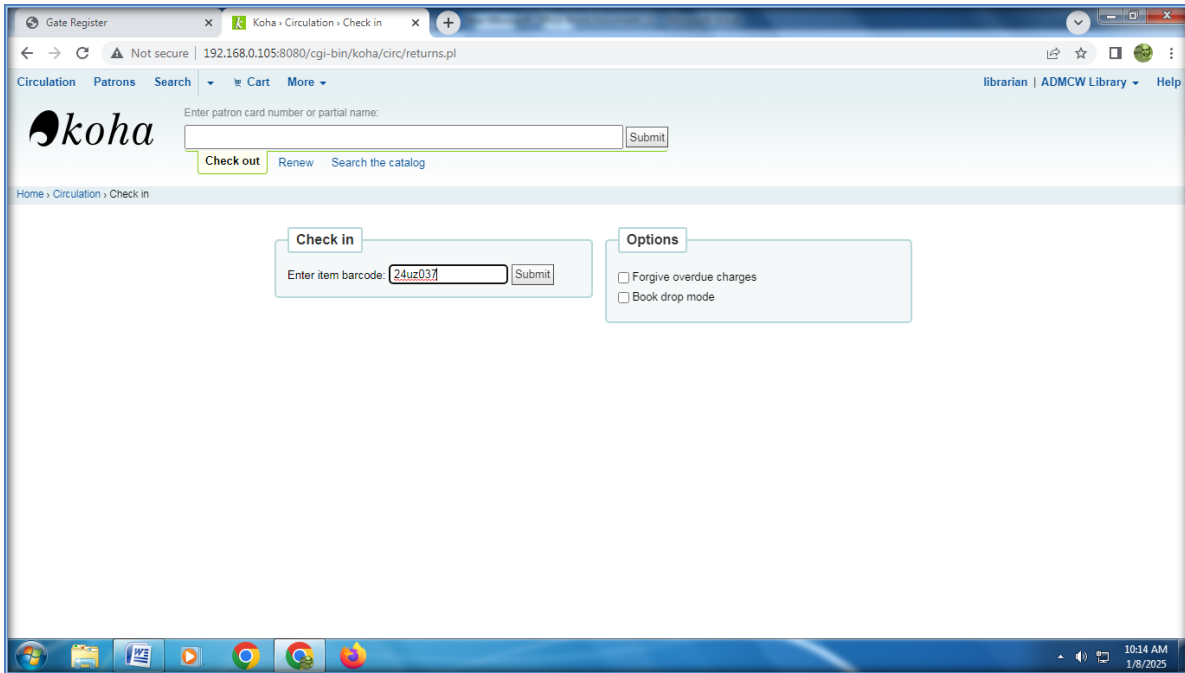 Gate Register
Koha › Circulation › Check in
Not secure | 192.168.0.105:8080/cgi-bin/koha/circ/returns.pl
Circulation Patrons Search Cart More librarian | ADMCW Library Help
koha
Enter patron card number or partial name:
Submit
Check out Renew Search the catalog
Home › Circulation › Check in
Check in
Enter item barcode: 24uz037 Submit
Options
Forgive overdue charges
Book drop mode
10:14 AM
1/8/2025